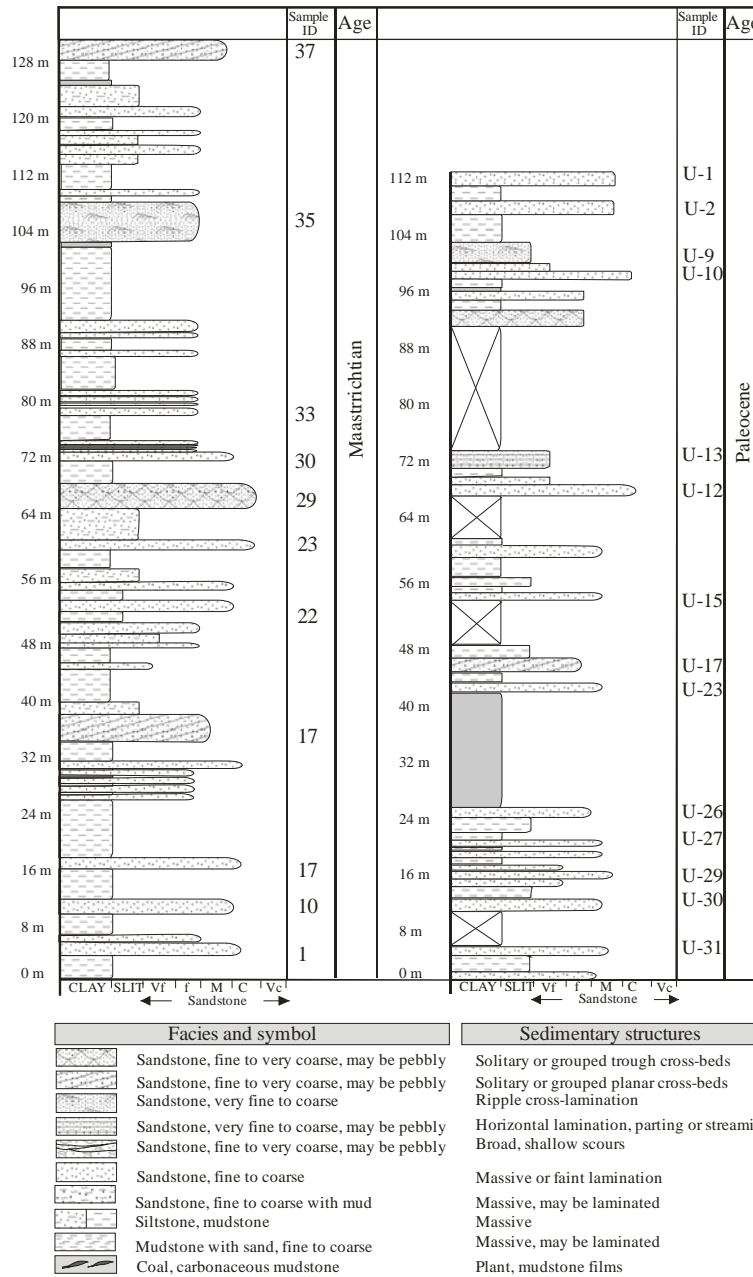 Sample ID Age
37
128 m
120 m
112 m
35
104 m
96 m
88 m
80 m
33
72 m
30
29
64 m
23
56 m
22
48 m
40 m
17
32 m
24 m
16 m
17
10
8 m
1
0 m
Maastrrichtian
CLAY SLIT Vf f M C Vc
Sandstone
Sample ID Age
112 m
U-1
U-2
104 m
U-9
U-10
96 m
88 m
80 m
72 m
U-13
U-12
64 m
56 m
U-15
48 m
U-17
U-23
40 m
32 m
24 m
U-26
U-27
16 m
U-29
U-30
8 m
U-31
0 m
Paleocene
CLAY SLIT Vf f M C Vc
Sandstone
Facies and symbol
Sandstone, fine to very coarse, may be pebbly
Sandstone, fine to very coarse, may be pebbly
Sandstone, very fine to coarse
Sandstone, very fine to coarse, may be pebbly
Sandstone, fine to very coarse, may be pebbly
Sandstone, fine to coarse
Sandstone, fine to coarse with mud
Siltstone, mudstone
Mudstone with sand, fine to coarse
Coal, carbonaceous mudstone
Sedimentary structures
Solitary or grouped trough cross-beds
Solitary or grouped planar cross-beds
Ripple cross-lamination
Horizontal lamination, parting or streami
Broad, shallow scours
Massive or faint lamination
Massive, may be laminated
Massive
Massive, may be laminated
Plant, mudstone films